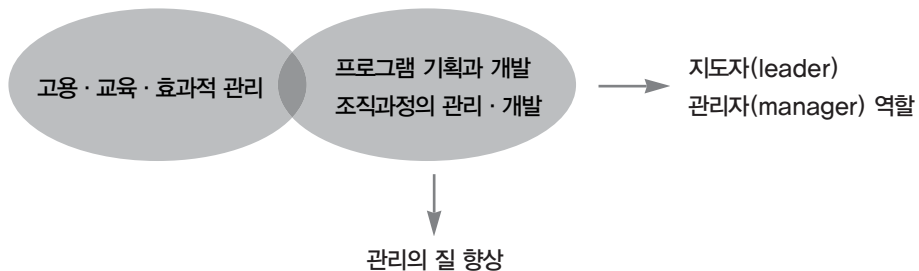 고용 · 교육 · 효과적 관리
프로그램 기획과 개발
조직과정의 관리 · 개발
지도자(leader)
관리자(manager) 역할
관리의 질 향상